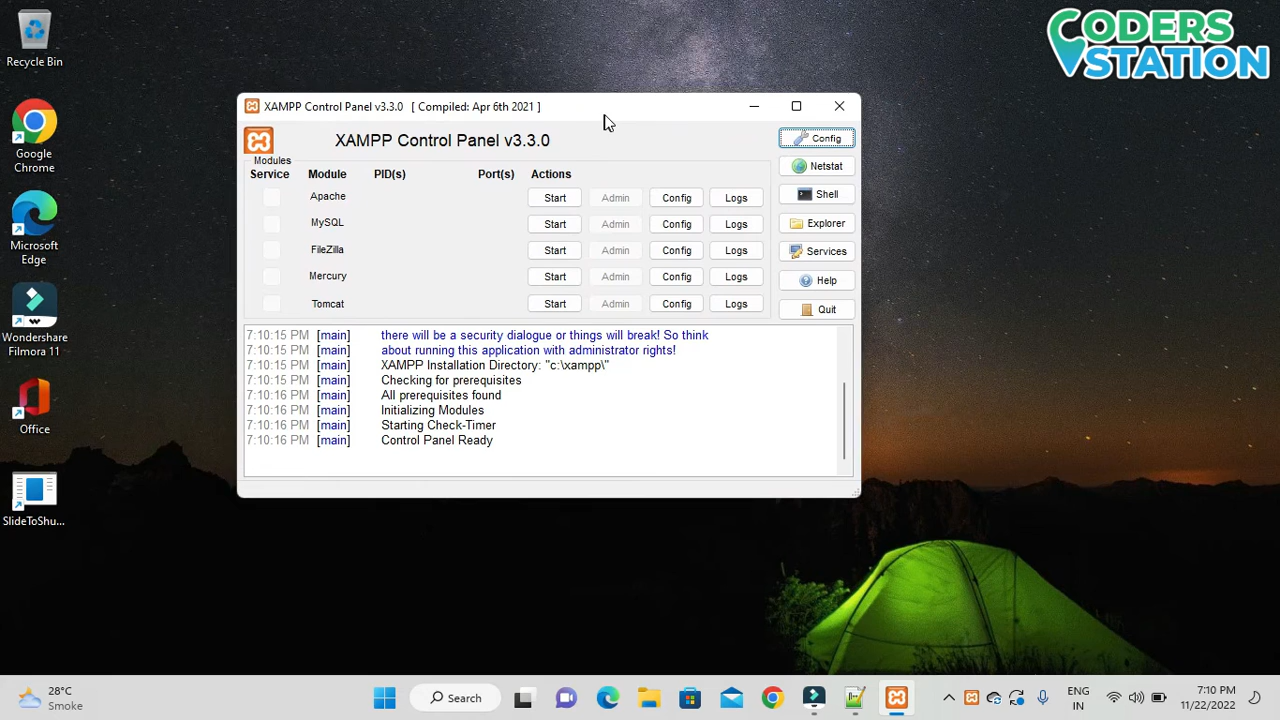 CODERS
STATION
Recycle Bin
Google
Chrome
Microsoft
Edge
Wondershare
Filmora 11
Office
SlideToShu...
XAMPP Control Panel v3.3.0 [ Compiled: Apr 6th 2021 ]
XAMPP Control Panel v3.3.0
Config
Modules
Service Module PID(s) Port(s) Actions
Netstat
Apache Start Admin Config Logs
Shell
MySQL Start Admin Config Logs
Explorer
FileZilla Start Admin Config Logs
Services
Mercury Start Admin Config Logs
Help
Tomcat Start Admin Config Logs
Quit
7:10:15 PM [main] there will be a security dialogue or things will break! So think
7:10:15 PM [main] about running this application with administrator rights!
7:10:15 PM [main] XAMPP Installation Directory: "c:\xampp\"
7:10:15 PM [main] Checking for prerequisites
7:10:16 PM [main] All prerequisites found
7:10:16 PM [main] Initializing Modules
7:10:16 PM [main] Starting Check-Timer
7:10:16 PM [main] Control Panel Ready
28°C
Smoke
Search
ENG
IN
7:10 PM
11/22/2022